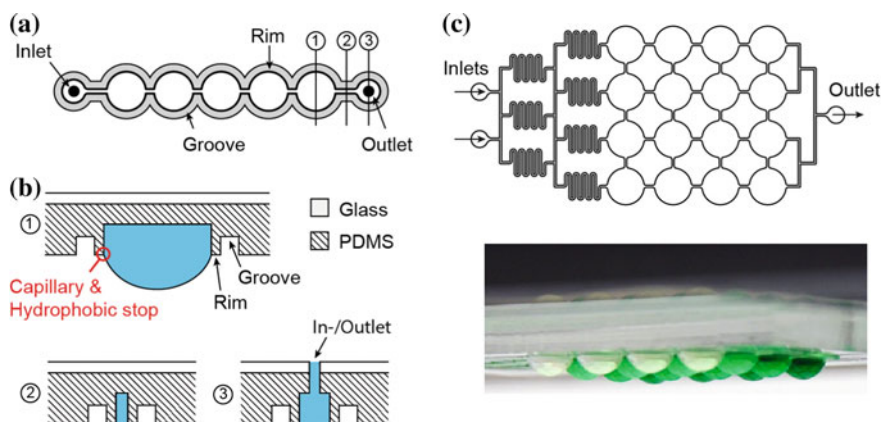 (a)
Inlet
Rim
1
2
3
Groove
Outlet
(b)
1
Glass
PDMS
Groove
Rim
Capillary &
Hydrophobic stop
In-/Outlet
2
3
(c)
Inlets
Outlet